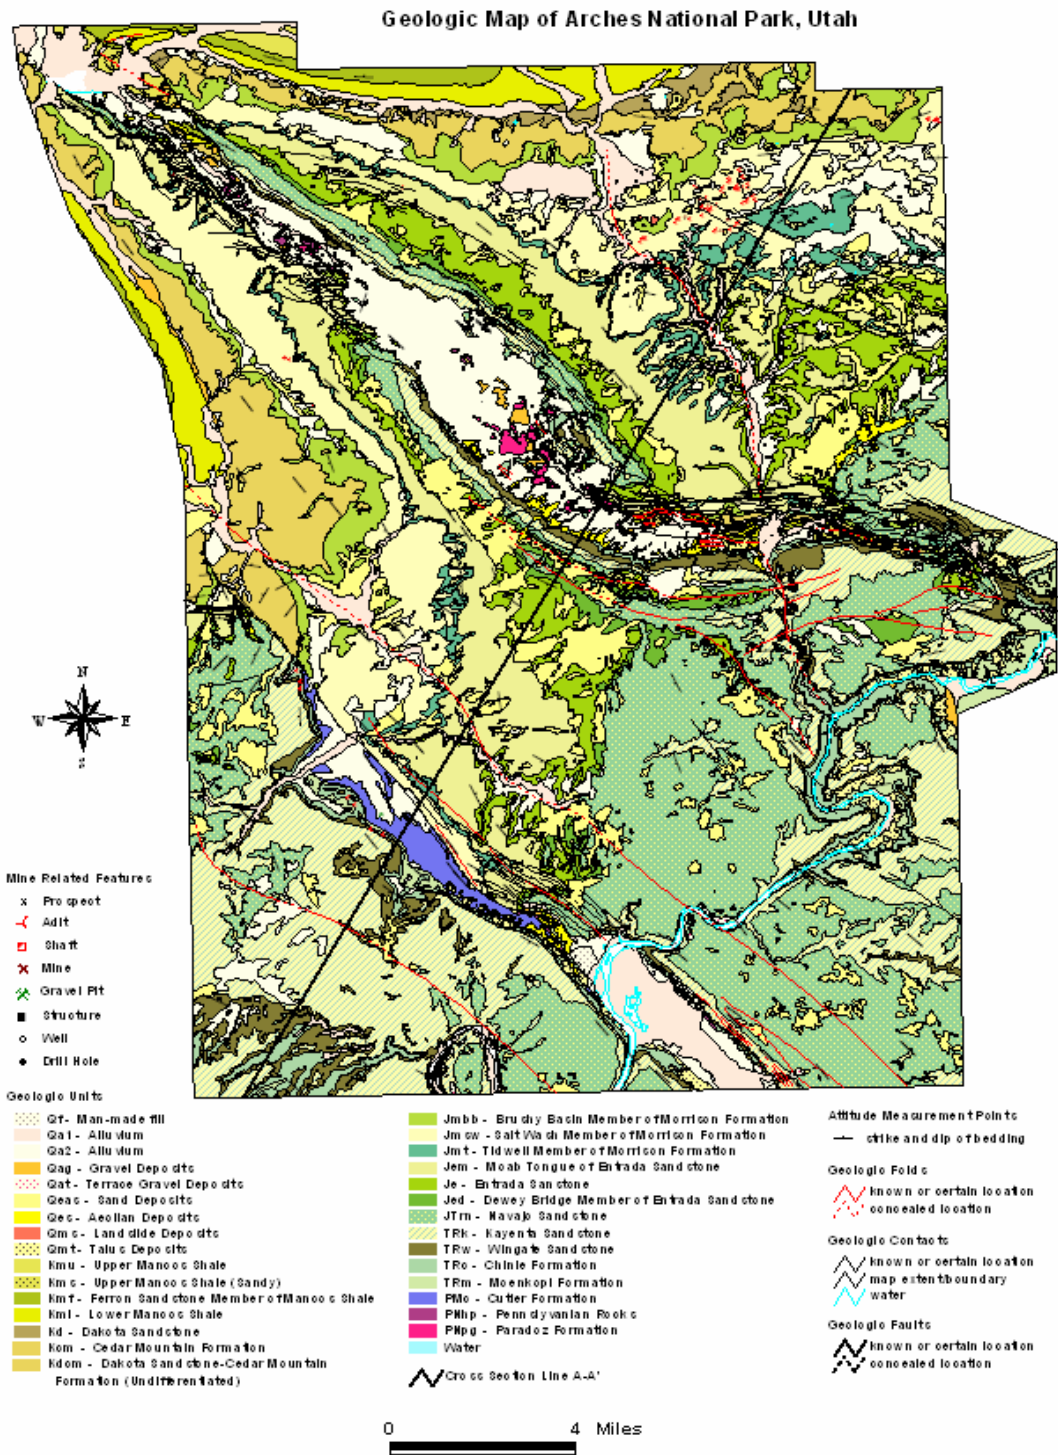 Geologic Map of Arches National Park, Utah
N
W E
S
Mine Related Features
Prospect
Adit
Shaft
Mine
Gravel Pit
Structure
Well
Drill Hole
Geologic Units
Qf - Man-made fill
Qa1 - Alluvium
Qa2 - Alluvium
Qag - Gravel Deposits
Qat - Terrace Gravel Deposits
Qeas - Sand Deposits
Qes - Aeolian Deposits
Qms - Landslide Deposits
Qmt - Talus Deposits
Kmu - Upper Mancos Shale
Kms - Upper Mancos Shale (Sandy)
Kmf - Ferron Sandstone Member of Mancos Shale
Kml - Lower Mancos Shale
Kd - Dakota Sandstone
Kcm - Cedar Mountain Formation
Kdcm - Dakota Sandstone-Cedar Mountain
Formation (Undifferentiated)
Jmbb - Brushy Basin Member of Morrison Formation
Jmsw - Salt Wash Member of Morrison Formation
Jmt - Tidwell Member of Morrison Formation
Jem - Moab Tongue of Entrada Sandstone
Je - Entrada Sanstone
Jed - Dewey Bridge Member of Entrada Sandstone
JTrn - Navajo Sandstone
TRk - Kayenta Sandstone
TRw - Wingate Sandstone
TRc - Chinle Formation
TRm - Moenkopi Formation
PMc - Cutler Formation
PNhp - Pennslyvanian Rocks
PNpg - Paradoz Formation
Water
Cross Section Line A-A'
Attitude Measurement Points
strike and dip of bedding
Geologic Folds
known or certain location
concealed location
Geologic Contacts
known or certain location
map extent/boundary
water
Geologic Faults
known or certain location
concealed location
0 4 Miles